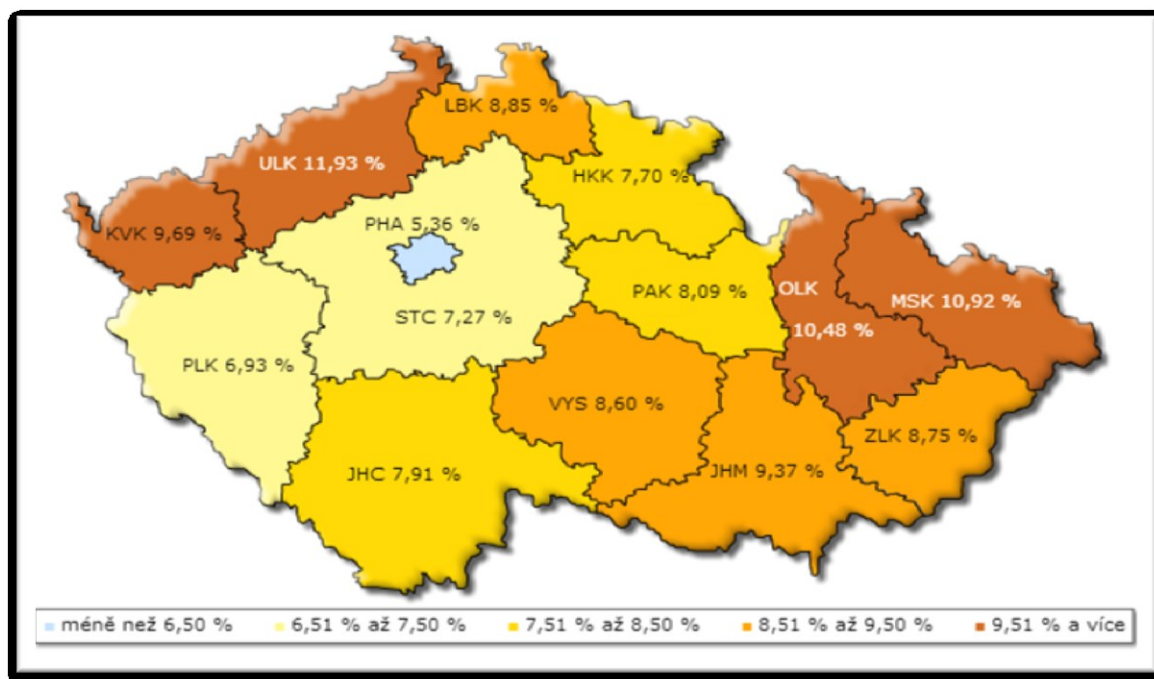 LBK 8,85 %
ULK 11,93 %
HKK 7,70 %
KVK 9,69 %
PHA 5,36 %
PAK 8,09 %
OLK
10,48 %
MSK 10,92 %
STC 7,27 %
PLK 6,93 %
VYS 8,60 %
ZLK 8,75 %
JHC 7,91 %
JHM 9,37 %
méně než 6,50 % 6,51 % až 7,50 % 7,51 % až 8,50 % 8,51 % až 9,50 % 9,51 % a více